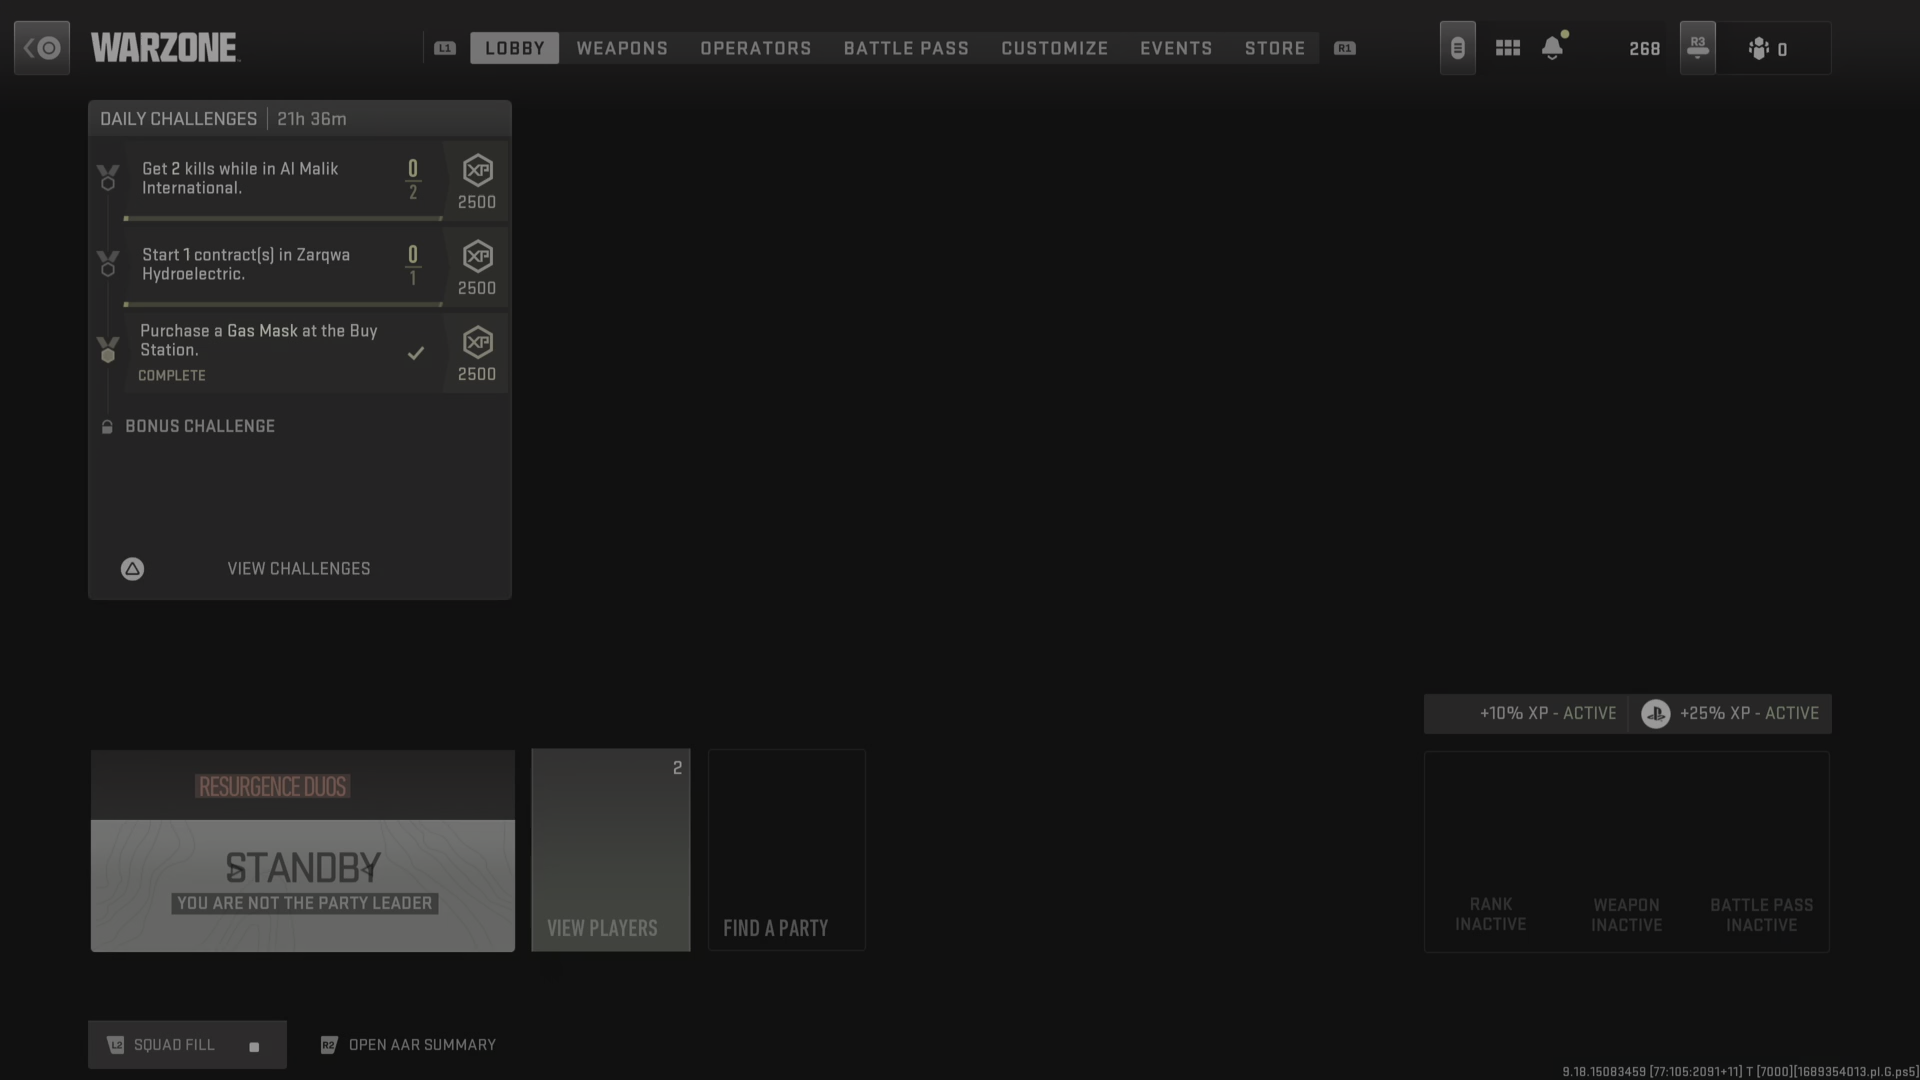 WARZONE
L1 LOBBY WEAPONS OPERATORS BATTLE PASS CUSTOMIZE EVENTS STORE R1
268
R3
0
DAILY CHALLENGES 21h 36m
Get 2 kills while in Al Malik
International.
0
2
XP
2500
Start 1 contract(s) in Zarqwa
Hydroelectric.
0
1
XP
2500
Purchase a Gas Mask at the Buy
Station.
COMPLETE
XP
2500
BONUS CHALLENGE
VIEW CHALLENGES
+10% XP - ACTIVE
+25% XP - ACTIVE
RESURGENCE DUOS
STANDBY
YOU ARE NOT THE PARTY LEADER
2
VIEW PLAYERS
FIND A PARTY
RANK
INACTIVE
WEAPON
INACTIVE
BATTLE PASS
INACTIVE
L2 SQUAD FILL
R2 OPEN AAR SUMMARY
9.18.15083459 [77:105:2091+11] T [7000][1689354013.pl.G.ps5]